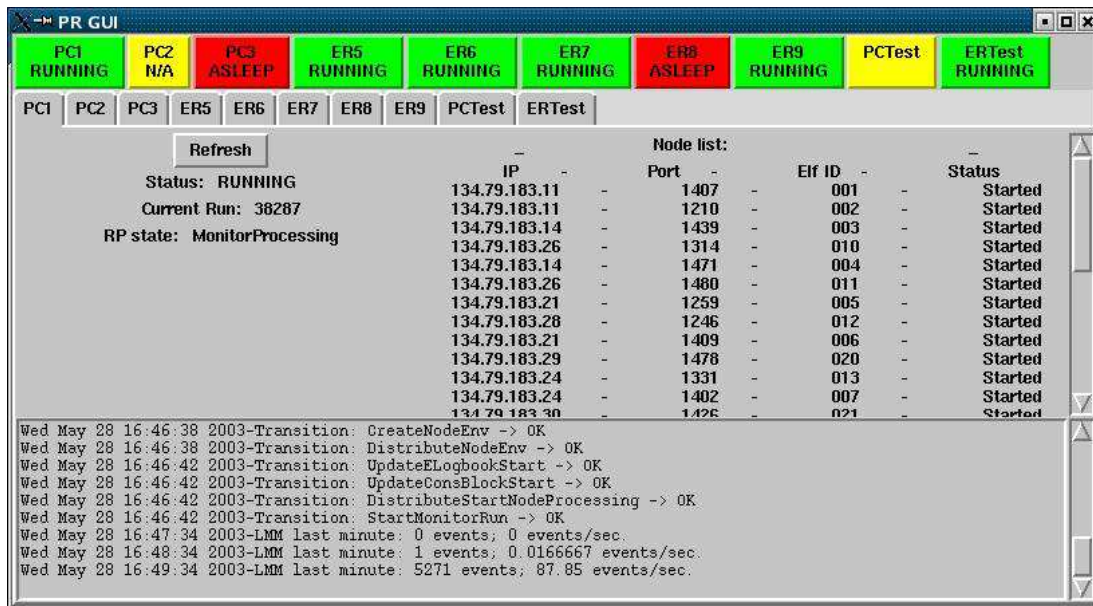 PR GUI
PC1 PC2 PC3 ER5 ER6 ER7 ER8 ER9 PCTest ERTest
RUNNING N/A ASLEEP RUNNING RUNNING RUNNING ASLEEP RUNNING RUNNING
PC1 PC2 PC3 ER5 ER6 ER7 ER8 ER9 PCTest ERTest
Refresh
Status: RUNNING
Current Run: 38287
RP state: MonitorProcessing
_ Node list: _
IP - Port - Elf ID - Status
134.79.183.11 - 1407 - 001 - Started
134.79.183.11 - 1210 - 002 - Started
134.79.183.14 - 1439 - 003 - Started
134.79.183.26 - 1314 - 010 - Started
134.79.183.14 - 1471 - 004 - Started
134.79.183.26 - 1480 - 011 - Started
134.79.183.21 - 1259 - 005 - Started
134.79.183.28 - 1246 - 012 - Started
134.79.183.21 - 1409 - 006 - Started
134.79.183.29 - 1478 - 020 - Started
134.79.183.24 - 1331 - 013 - Started
134.79.183.24 - 1402 - 007 - Started
134.79.183.30 - 1426 - 021 - Started
Wed May 28 16:46:38 2003-Transition: CreateNodeEnv -> OK
Wed May 28 16:46:38 2003-Transition: DistributeNodeEnv -> OK
Wed May 28 16:46:42 2003-Transition: UpdateELogbookStart -> OK
Wed May 28 16:46:42 2003-Transition: UpdateConsBlockStart -> OK
Wed May 28 16:46:42 2003-Transition: DistributeStartNodeProcessing -> OK
Wed May 28 16:46:42 2003-Transition: StartMonitorRun -> OK
Wed May 28 16:47:34 2003-LMM last minute: 0 events; 0 events/sec.
Wed May 28 16:48:34 2003-LMM last minute: 1 events; 0.0166667 events/sec.
Wed May 28 16:49:34 2003-LMM last minute: 5271 events; 87.85 events/sec.